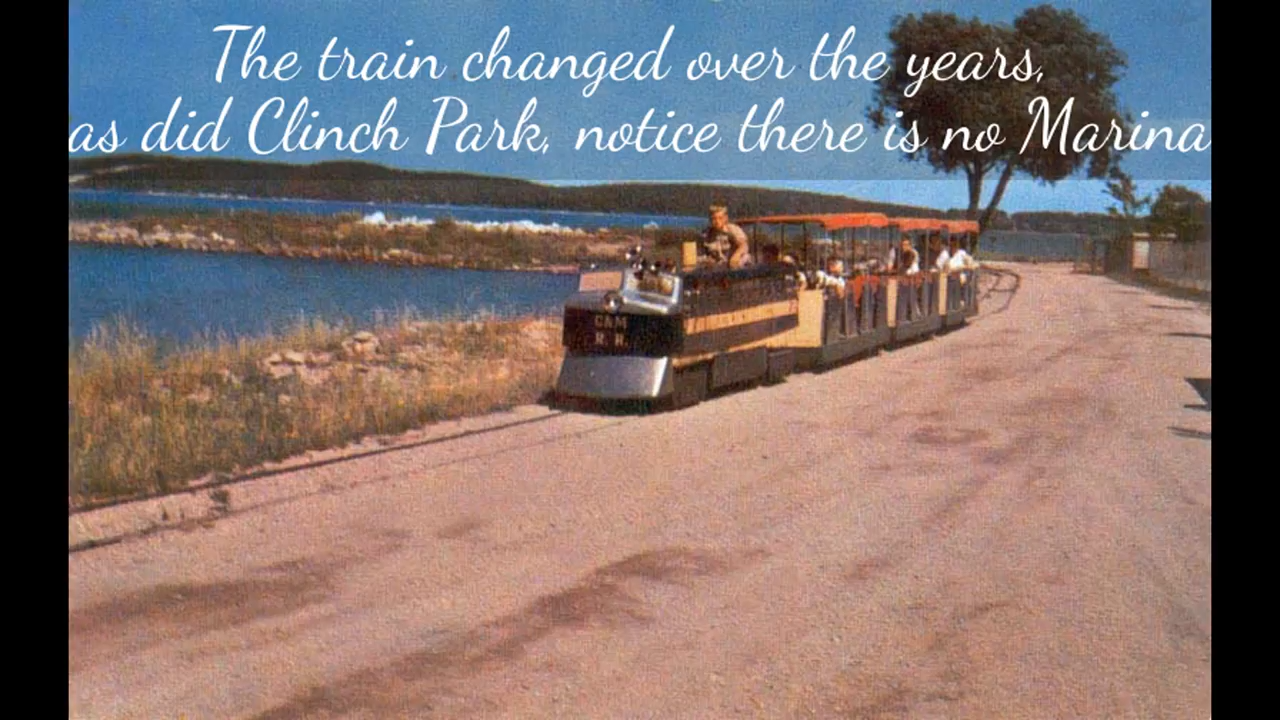 The train changed over the years,
as did Clinch Park, notice there is no Marina
C&M
R. R.